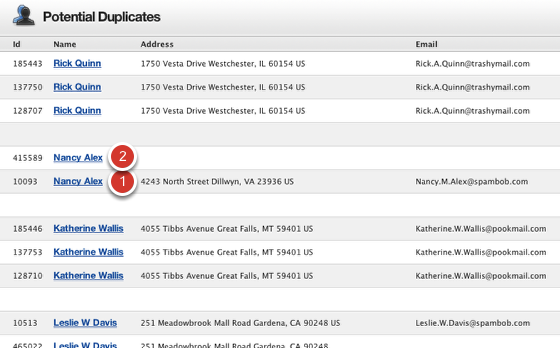 Potential Duplicates
Id Name Address Email
185443 Rick Quinn 1750 Vesta Drive Westchester, IL 60154 US Rick.A.Quinn@trashymail.com
137750 Rick Quinn 1750 Vesta Drive Westchester, IL 60154 US Rick.A.Quinn@trashymail.com
128707 Rick Quinn 1750 Vesta Drive Westchester, IL 60154 US Rick.A.Quinn@trashymail.com
415589 Nancy Alex 2
10093 Nancy Alex 1 4243 North Street Dillwyn, VA 23936 US Nancy.M.Alex@spambob.com
185446 Katherine Wallis 4055 Tibbs Avenue Great Falls, MT 59401 US Katherine.W.Wallis@pookmail.com
137753 Katherine Wallis 4055 Tibbs Avenue Great Falls, MT 59401 US Katherine.W.Wallis@pookmail.com
128710 Katherine Wallis 4055 Tibbs Avenue Great Falls, MT 59401 US Katherine.W.Wallis@pookmail.com
10513 Leslie W Davis 251 Meadowbrook Mall Road Gardena, CA 90248 US Leslie.W.Davis@spambob.com
465022 Leslie W Davis 251 Meadowbrook Mall Road Gardena, CA 90248